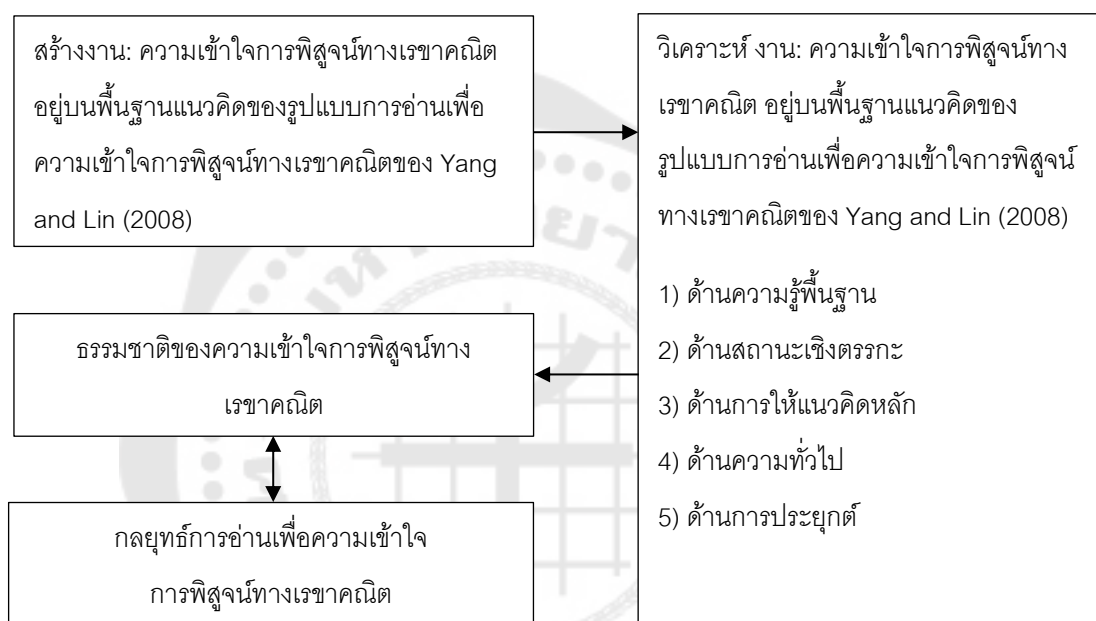 สร้างงาน: ความเข้าใจการพิสูจน์ทางเรขาคณิต
อยู่บนพื้นฐานแนวคิดของรูปแบบการอ่านเพื่อ
ความเข้าใจการพิสูจน์ทางเรขาคณิตของ Yang
and Lin (2008)
วิเคราะห์ งาน: ความเข้าใจการพิสูจน์ทาง
เรขาคณิต อยู่บนพื้นฐานแนวคิดของ
รูปแบบการอ่านเพื่อความเข้าใจการพิสูจน์
ทางเรขาคณิตของ Yang and Lin (2008)
1) ด้านความรู้พื้นฐาน
2) ด้านสถานะเชิงตรรกะ
3) ด้านการให้แนวคิดหลัก
4) ด้านความทั่วไป
5) ด้านการประยุกต์
ธรรมชาติของความเข้าใจการพิสูจน์ทาง
เรขาคณิต
กลยุทธ์การอ่านเพื่อความเข้าใจ
การพิสูจน์ทางเรขาคณิต